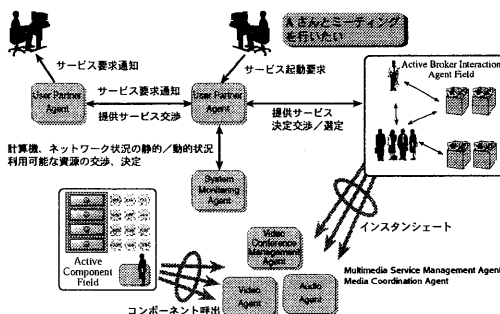 Aさんとミーティング
を行いたい
サービス要求通知
サービス起動要求
Active Broker Interaction
Agent Field
User Partner
Agent
サービス要求通知
提供サービス交渉
User Partner
Agent
提供サービス
決定交渉／選定
計算機、ネットワーク状況の静的／動的状況
利用可能な資源の交渉、決定
System
Monitoring
Agent
インスタンシェート
Active
Component
Field
Video
Conference
Management
Agent
Video
Agent
Audio
Agent
Multimedia Service Management Agent
Media Coordination Agent
コンポーネント呼出